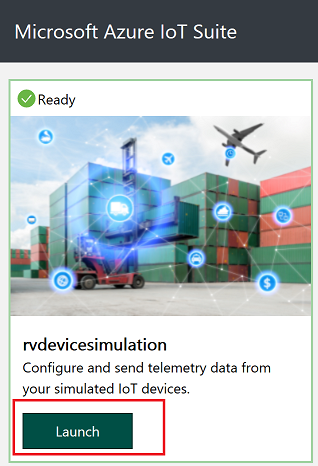 Microsoft Azure IoT Suite
Ready
rvdevicesimulation
Configure and send telemetry data from
your simulated IoT devices.
Launch